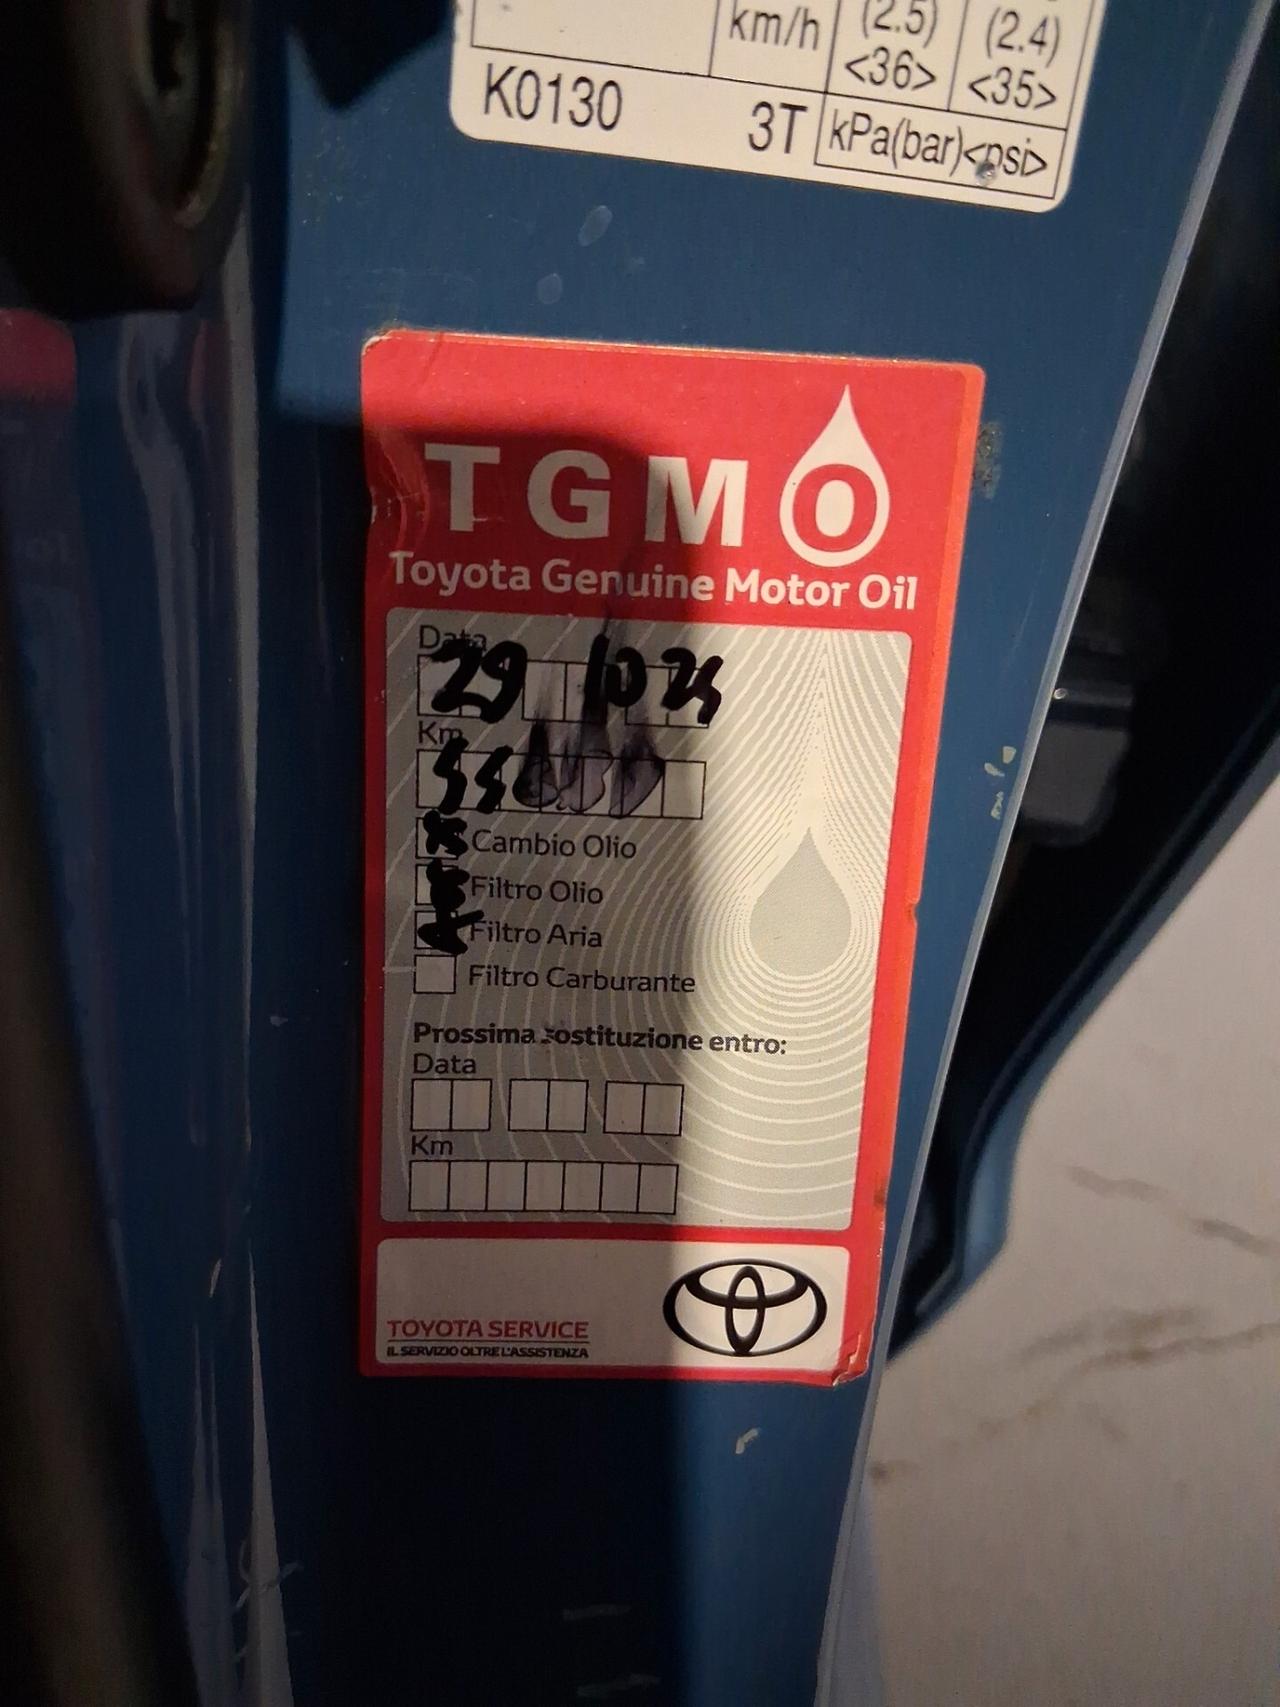 km/h
(2.5)
(2.4)
<36>
<35>
K0130
3T
kPa(bar)<psi>
TGMO
Toyota Genuine Motor Oil
Data
29 10
Km
Cambio Olio
Filtro Olio
Filtro Aria
Filtro Carburante
Prossima sostituzione entro:
Data
Km
TOYOTA SERVICE
IL SERVIZIO OLTRE L'ASSISTENZA